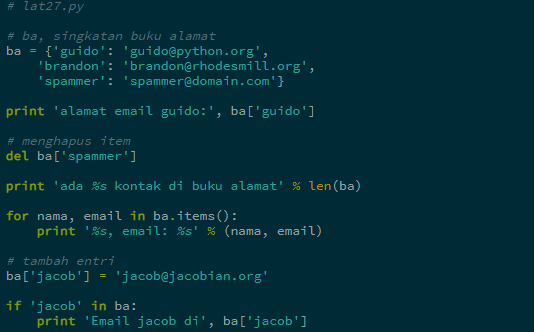 # lat27.py
# ba, singkatan buku alamat
ba = {'guido': 'guido@python.org',
    'brandon': 'brandon@rhodesmill.org',
    'spammer': 'spammer@domain.com'}
print 'alamat email guido:', ba['guido']
# menghapus item
del ba['spammer']
print 'ada %s kontak di buku alamat' % len(ba)
for nama, email in ba.items():
    print '%s, email: %s' % (nama, email)
# tambah entri
ba['jacob'] = 'jacob@jacobian.org'
if 'jacob' in ba:
    print 'Email jacob di', ba['jacob']